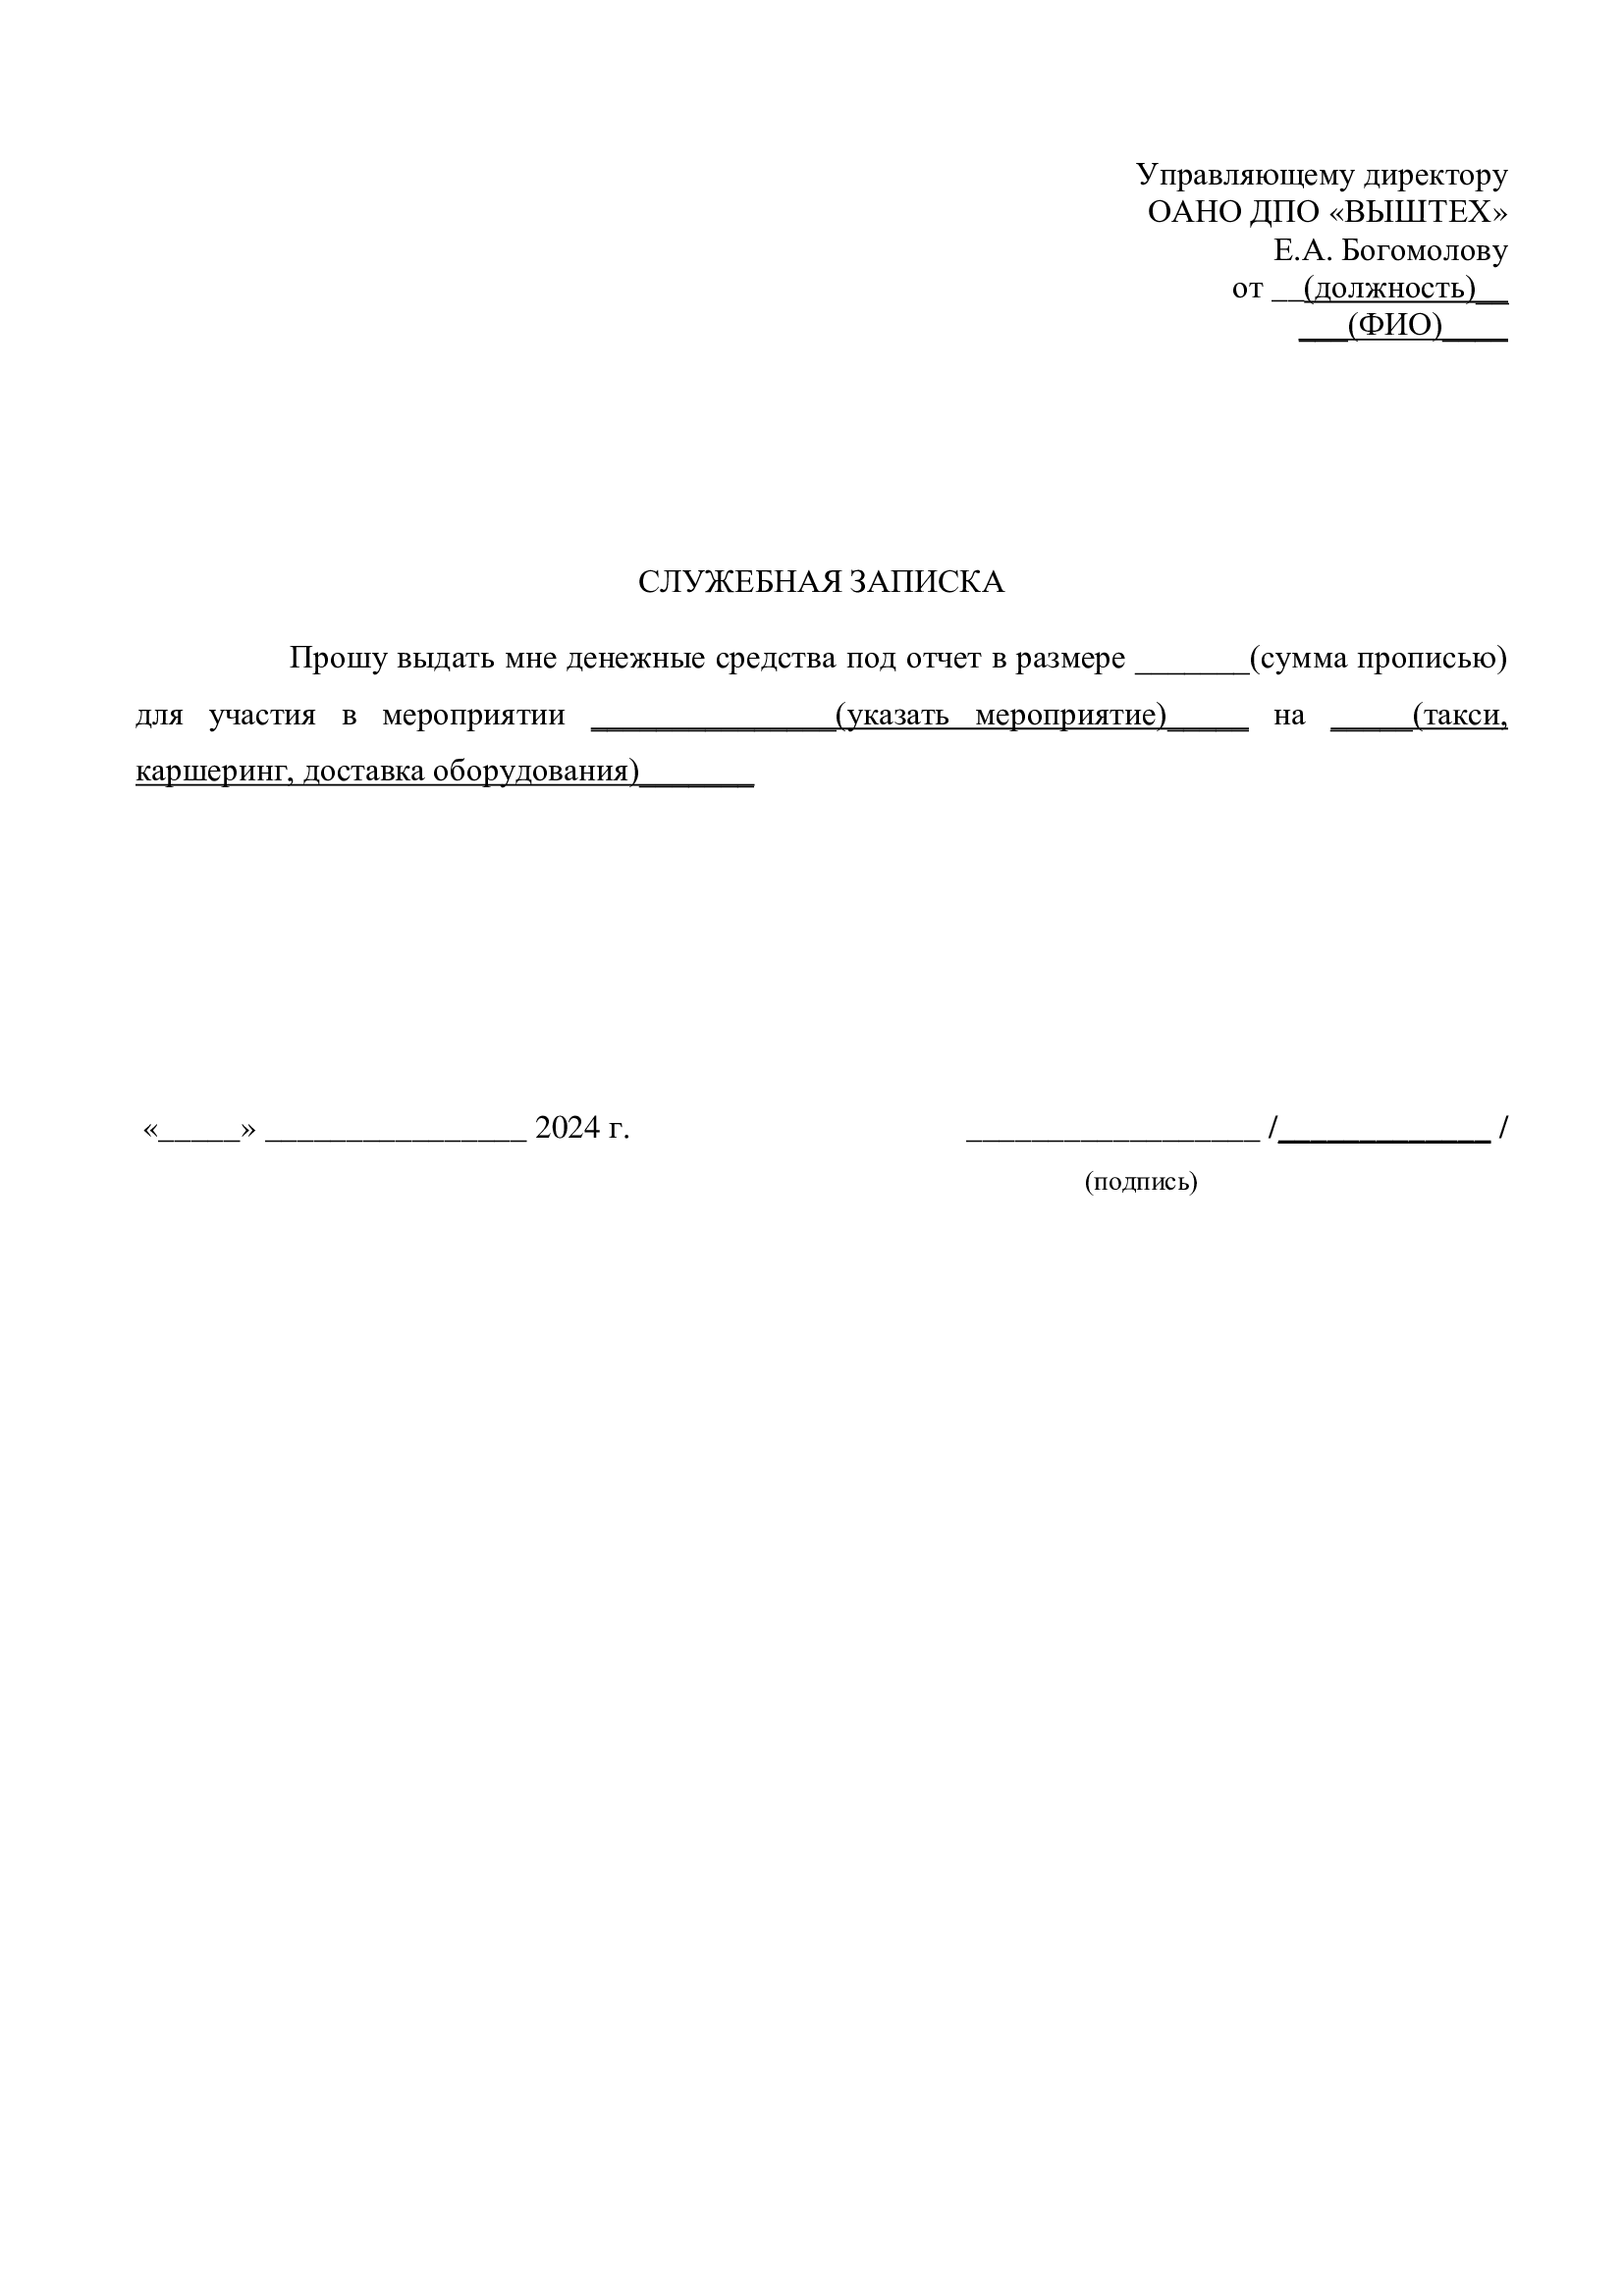 Управляющему директору
ОАНО ДПО «ВЫШТЕХ»
Е.А. Богомолову
от __(должность)__
___(ФИО)____
СЛУЖЕБНАЯ ЗАПИСКА
Прошу выдать мне денежные средства под отчет в размере _______(сумма прописью)
для участия в мероприятии _______________(указать мероприятие)_____ на _____(такси,
каршеринг, доставка оборудования)_______
«_____» ________________ 2024 г. __________________ /_____________ /
(подпись)